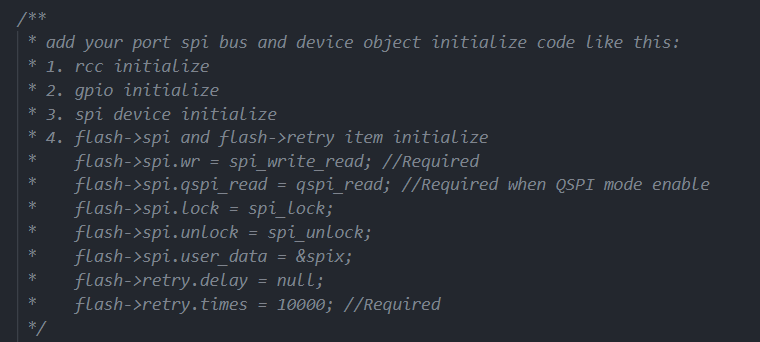 /**
* add your port spi bus and device object initialize code like this:
* 1. rcc initialize
* 2. gpio initialize
* 3. spi device initialize
* 4. flash->spi and flash->retry item initialize
*    flash->spi.wr = spi_write_read; //Required
*    flash->spi.qspi_read = qspi_read; //Required when QSPI mode enable
*    flash->spi.lock = spi_lock;
*    flash->spi.unlock = spi_unlock;
*    flash->spi.user_data = &spix;
*    flash->retry.delay = null;
*    flash->retry.times = 10000; //Required
*/